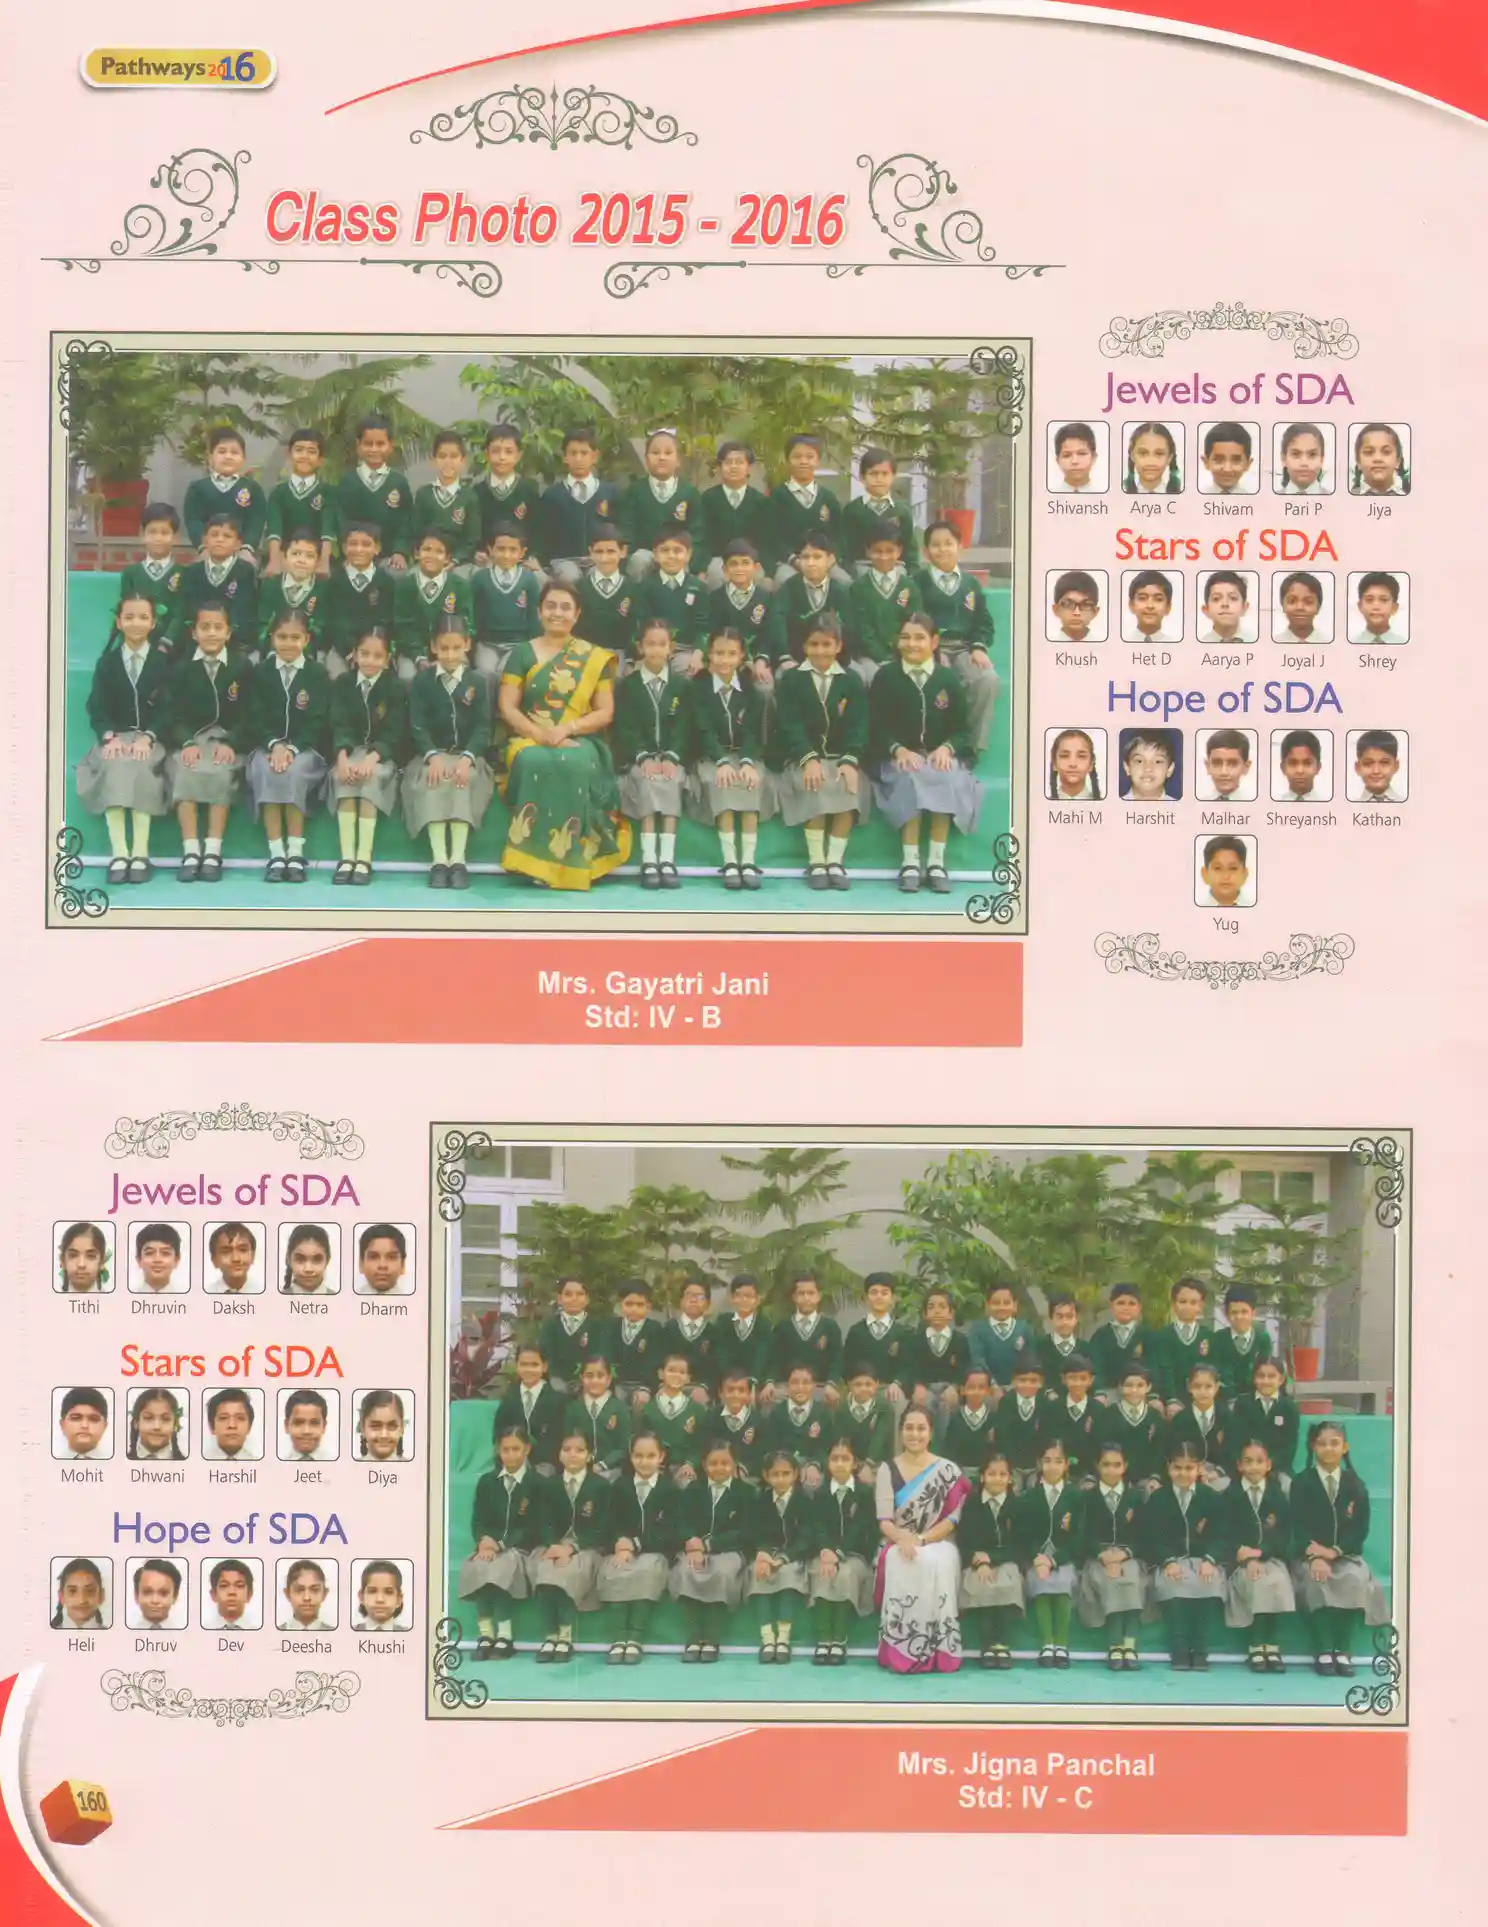 Pathways 2016
Class Photo 2015 - 2016
Jewels of SDA
Shivansh Arya C Shivam Pari P Jiya
Stars of SDA
Khush Het D Aarya P Joyal J Shrey
Hope of SDA
Mahi M Harshit Malhar Shreyansh Kathan
Yug
Mrs. Gayatri Jani
Std: IV - B
Jewels of SDA
Tithi Dhruvin Daksh Netra Dharm
Stars of SDA
Mohit Dhwani Harshil Jeet Diya
Hope of SDA
Heli Dhruv Dev Deesha Khushi
Mrs. Jigna Panchal
Std: IV - C
160